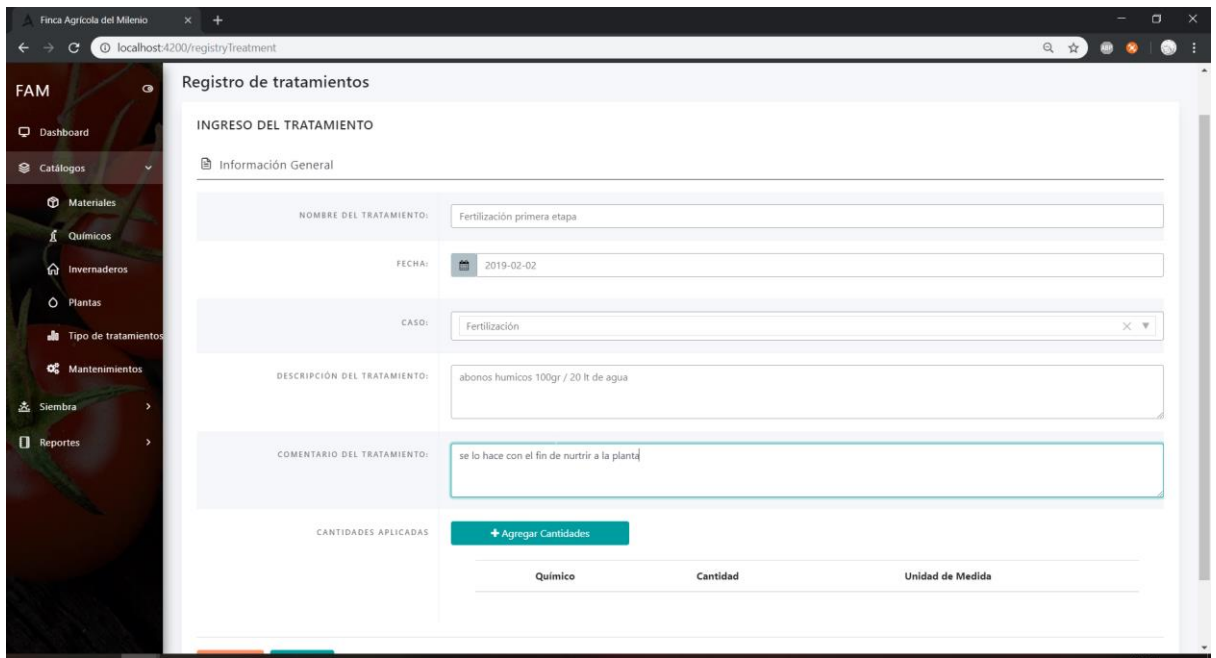 Finca Agrícola del Milenio
localhost:4200/registryTreatment
ABP
FAM
Dashboard
Catálogos
Materiales
Químicos
Invernaderos
Plantas
Tipo de tratamientos
Mantenimientos
Siembra
Reportes
Registro de tratamientos
INGRESO DEL TRATAMIENTO
Información General
NOMBRE DEL TRATAMIENTO: Fertilización primera etapa
FECHA: 2019-02-02
CASO: Fertilización
DESCRIPCIÓN DEL TRATAMIENTO: abonos humicos 100gr / 20 lt de agua
COMENTARIO DEL TRATAMIENTO: se lo hace con el fin de nurtrir a la planta
CANTIDADES APLICADAS + Agregar Cantidades
Químico Cantidad Unidad de Medida